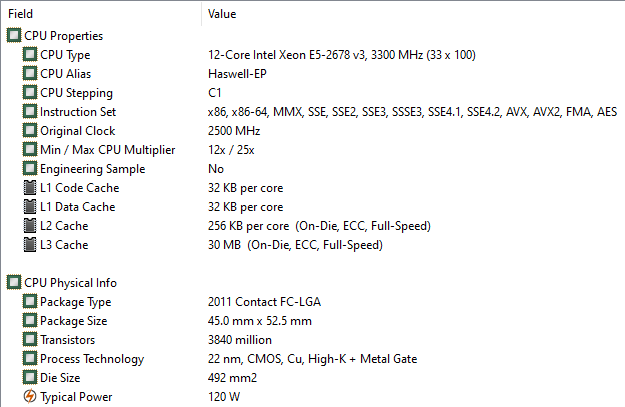 Field Value
CPU Properties
CPU Type 12-Core Intel Xeon E5-2678 v3, 3300 MHz (33 x 100)
CPU Alias Haswell-EP
CPU Stepping C1
Instruction Set x86, x86-64, MMX, SSE, SSE2, SSE3, SSSE3, SSE4.1, SSE4.2, AVX, AVX2, FMA, AES
Original Clock 2500 MHz
Min / Max CPU Multiplier 12x / 25x
Engineering Sample No
L1 Code Cache 32 KB per core
L1 Data Cache 32 KB per core
L2 Cache 256 KB per core (On-Die, ECC, Full-Speed)
L3 Cache 30 MB (On-Die, ECC, Full-Speed)
CPU Physical Info
Package Type 2011 Contact FC-LGA
Package Size 45.0 mm x 52.5 mm
Transistors 3840 million
Process Technology 22 nm, CMOS, Cu, High-K + Metal Gate
Die Size 492 mm2
Typical Power 120 W